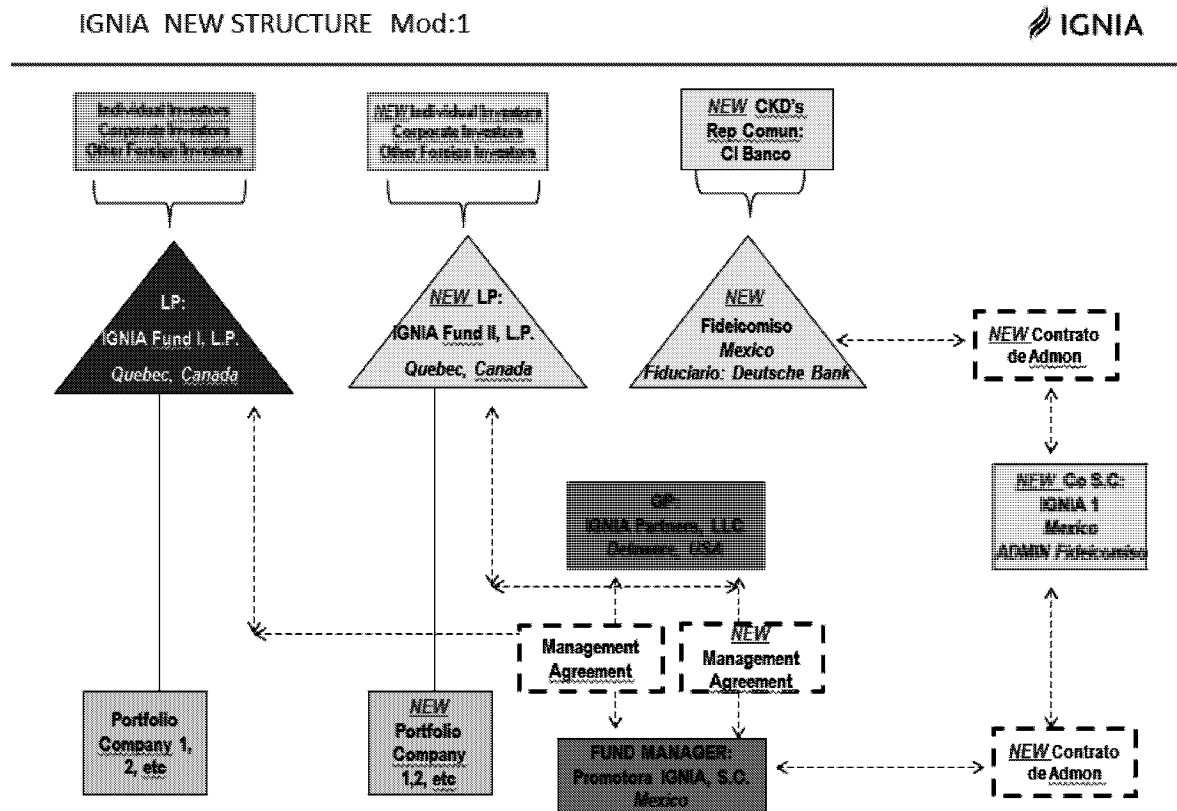 IGNIA NEW STRUCTURE Mod:1
IGNIA
Individual Investors
Corporate Investors
Other Foreign Investors
NEW Individual Investors
Corporate Investors
Other Foreign Investors
NEW CKD's
Rep Comun:
CI Banco
LP:
IGNIA Fund I, L.P.
Quebec, Canada
NEW LP:
IGNIA Fund II, L.P.
Quebec, Canada
NEW
Fideicomiso
Mexico
Fiduciario: Deutsche Bank
NEW Contrato
de Admon
GP:
IGNIA Partners, LLC
Delaware, USA
NEW Co S.C:
IGNIA 1
Mexico
ADMIN Fideicomiso
Management
Agreement
NEW
Management
Agreement
Portfolio
Company 1,
2, etc
NEW
Portfolio
Company
1,2, etc
FUND MANAGER:
Promotora IGNIA, S.C.
Mexico
NEW Contrato
de Admon